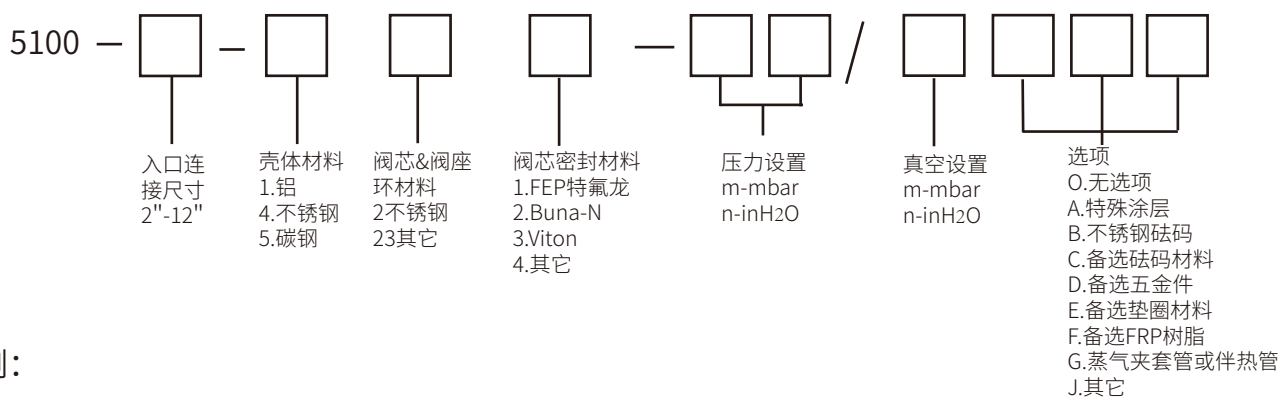 5100 — — — /
入口连
接尺寸
2"-12"
壳体材料
1.铝
4.不锈钢
5.碳钢
阀芯&阀座
环材料
2不锈钢
23其它
阀芯密封材料
1.FEP特氟龙
2.Buna-N
3.Viton
4.其它
压力设置
m-mbar
n-inH2O
真空设置
m-mbar
n-inH2O
选项
O.无选项
A.特殊涂层
B.不锈钢砝码
C.备选砝码材料
D.备选五金件
E.备选垫圈材料
F.备选FRP树脂
G.蒸气夹套管或伴热管
J.其它